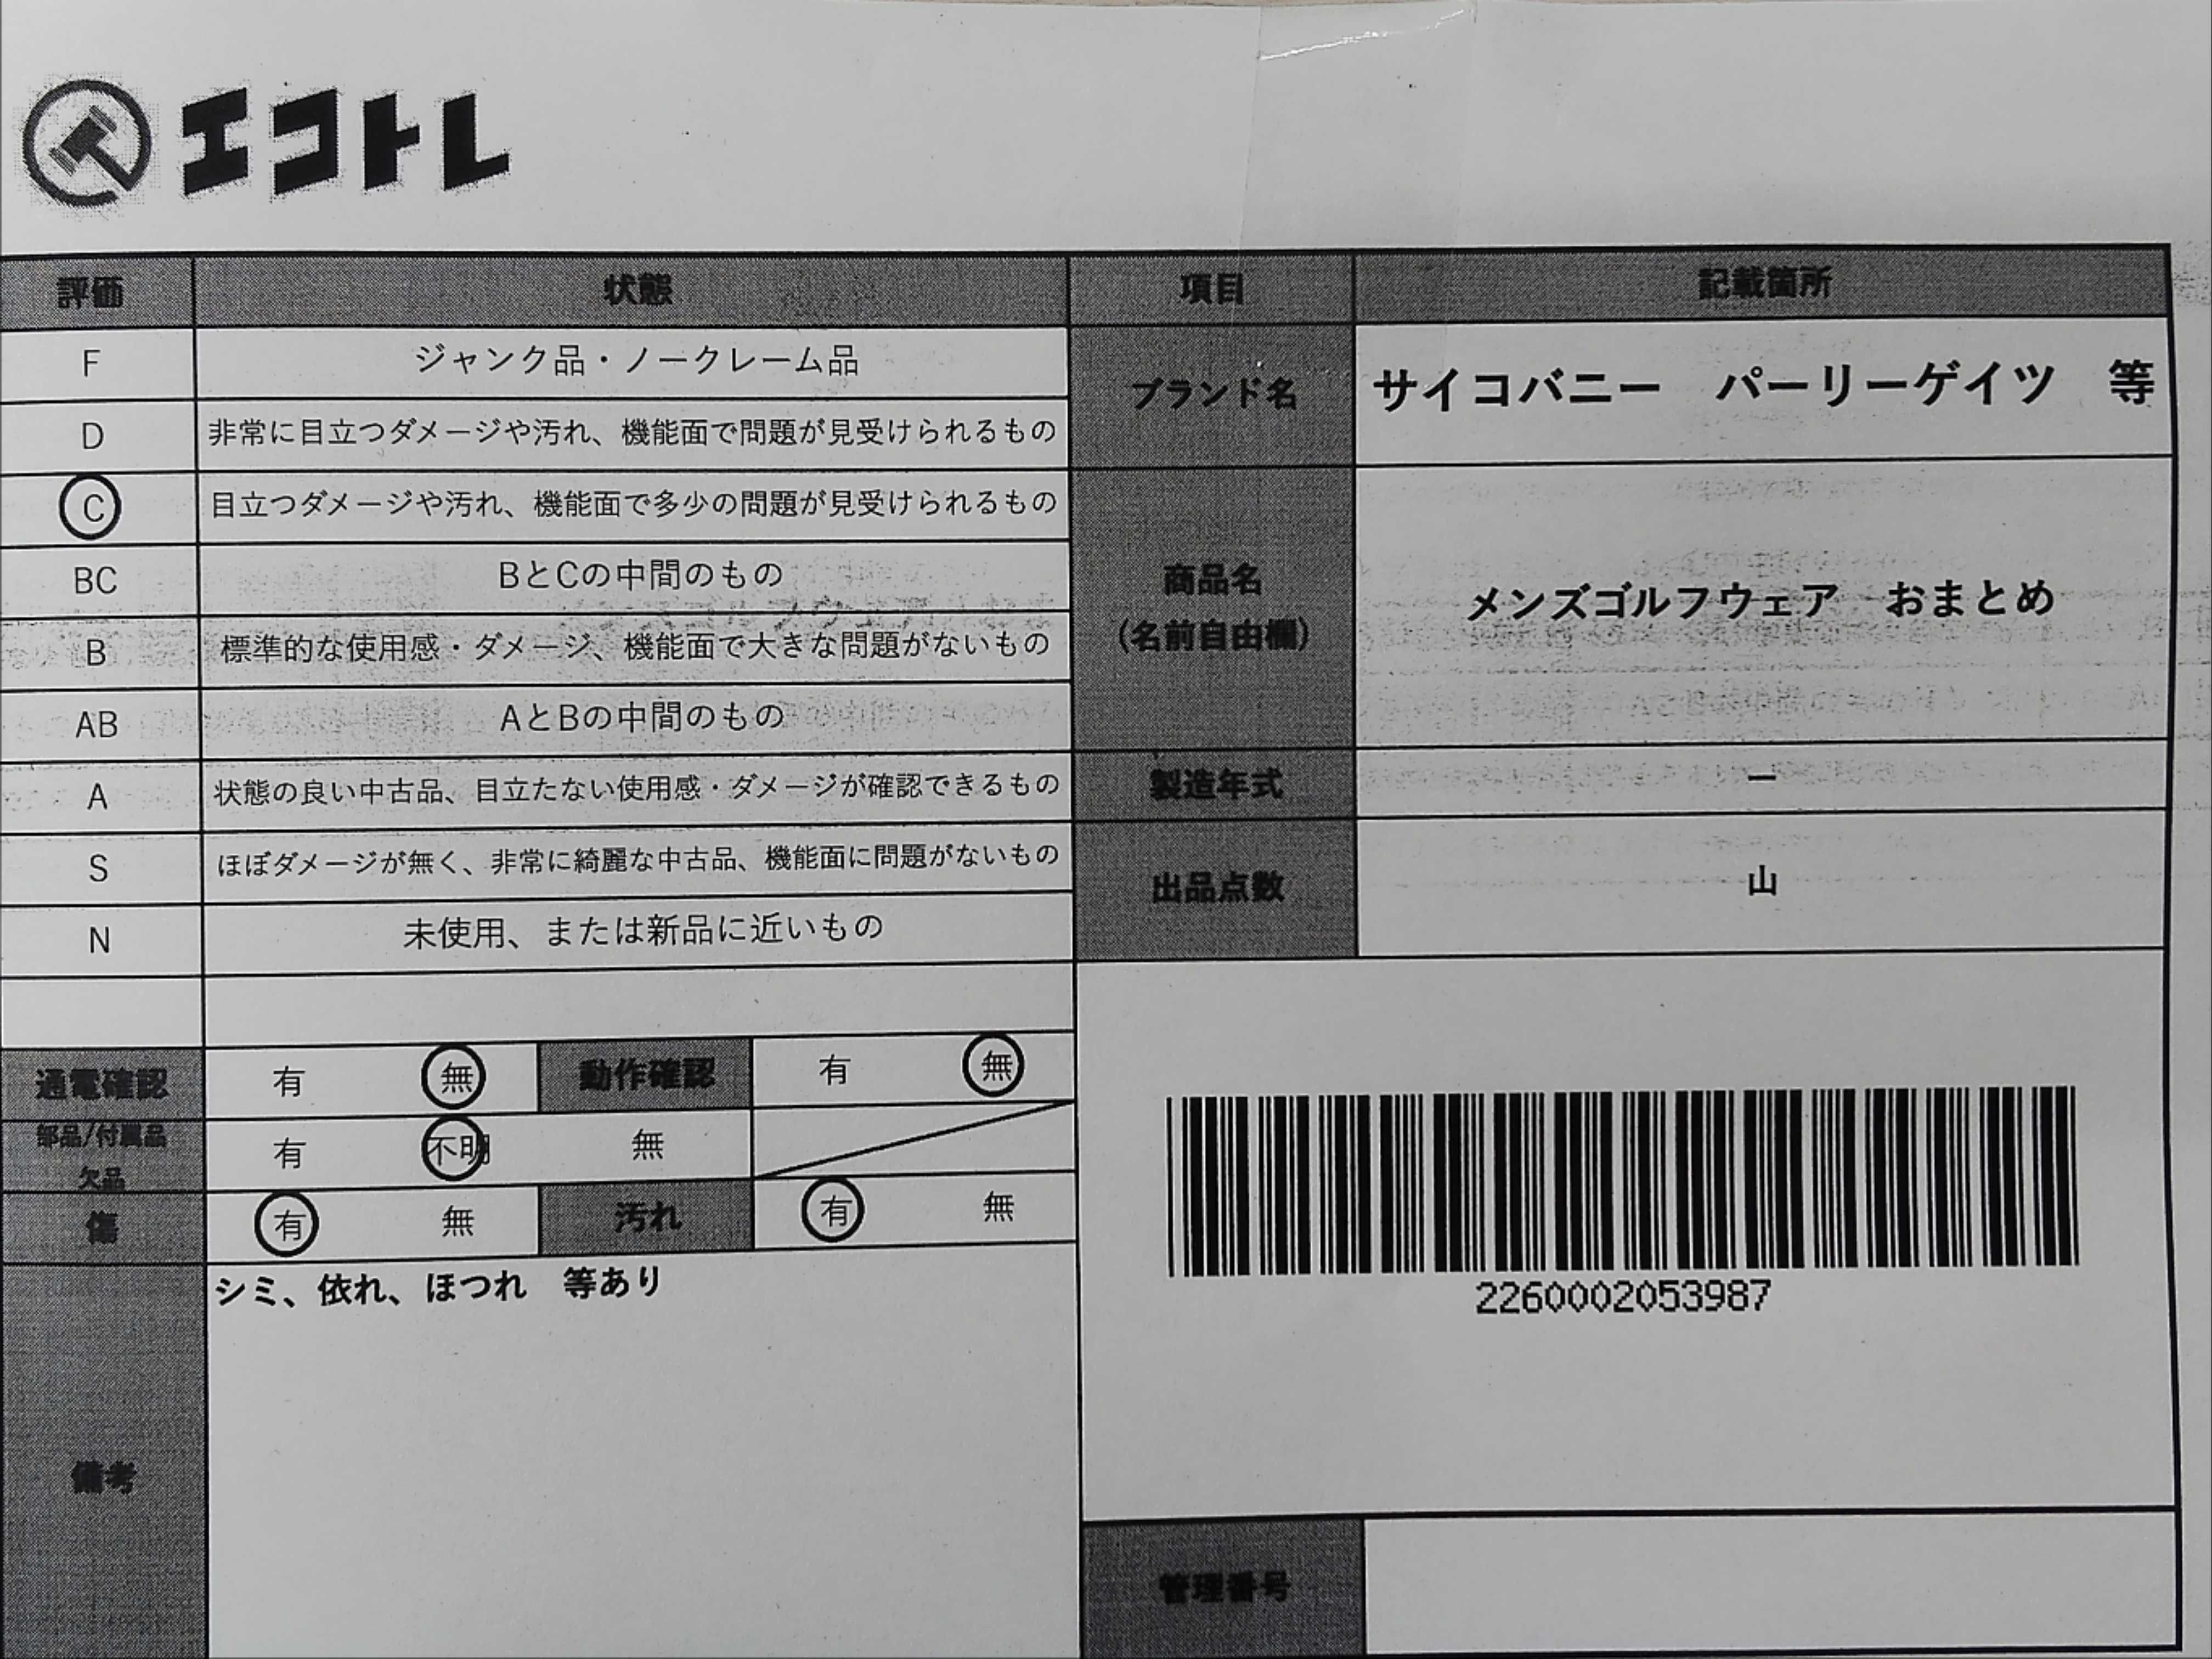 エコトレ
評価 状態 項目 記載箇所
F ジャンク品・ノークレーム品
D 非常に目立つダメージや汚れ、機能面で問題が見受けられるもの
C 目立つダメージや汚れ、機能面で多少の問題が見受けられるもの
BC BとCの中間のもの
B 標準的な使用感・ダメージ、機能面で大きな問題がないもの
AB AとBの中間のもの
A 状態の良い中古品、目立たない使用感・ダメージが確認できるもの
S ほぼダメージが無く、非常に綺麗な中古品、機能面に問題がないもの
N 未使用、または新品に近いもの
通電確認 有 無 動作確認 有 無
部品/付属品
欠品 有 不明 無
傷 有 無 汚れ 有 無
備考 シミ、依れ、ほつれ 等あり
ブランド名 サイコバニー パーリーゲイツ 等
商品名
(名前自由欄) メンズゴルフウェア おまとめ
製造年式 ー
出品点数 山
2260002053987
管理番号